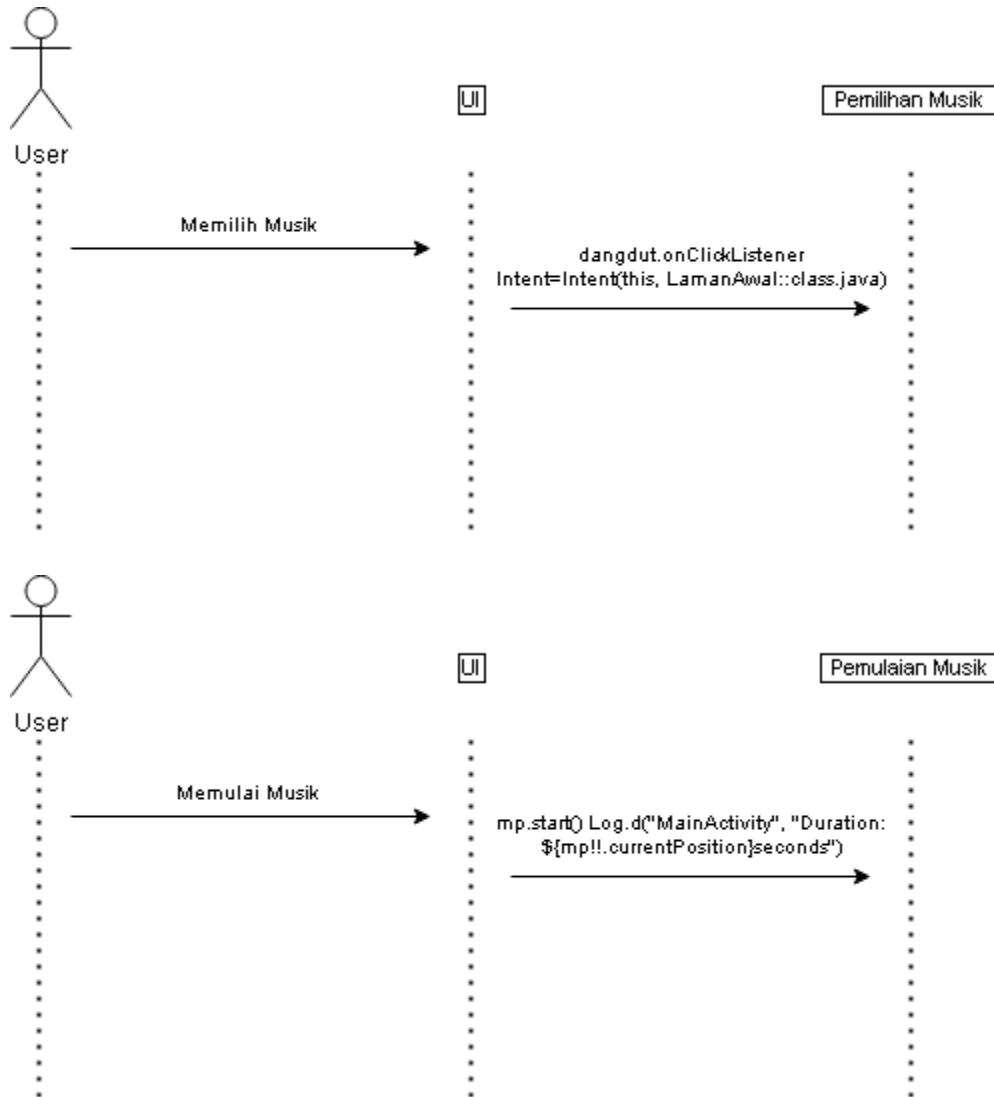 UI
Pemilihan Musik
User
Memilih Musik
dangdut.onClickListener
Intent=Intent(this, LamanAwal::class.java)
UI
Pemulaian Musik
User
Memulai Musik
mp.start() Log.d("MainActivity", "Duration:
${mp!!.currentPosition}seconds")